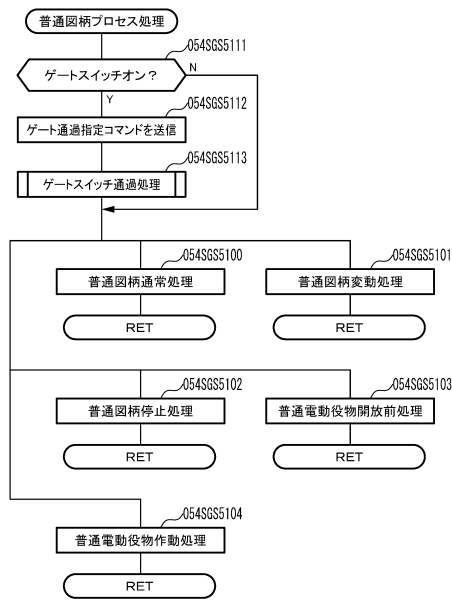 普通図柄プロセス処理
054SGS5111
ゲートスイッチオン?
N
Y
054SGS5112
ゲート通過指定コマンドを送信
054SGS5113
ゲートスイッチ通過処理
054SGS5100
普通図柄通常処理
RET
054SGS5101
普通図柄変動処理
RET
054SGS5102
普通図柄停止処理
RET
054SGS5103
普通電動役物開放前処理
RET
054SGS5104
普通電動役物作動処理
RET